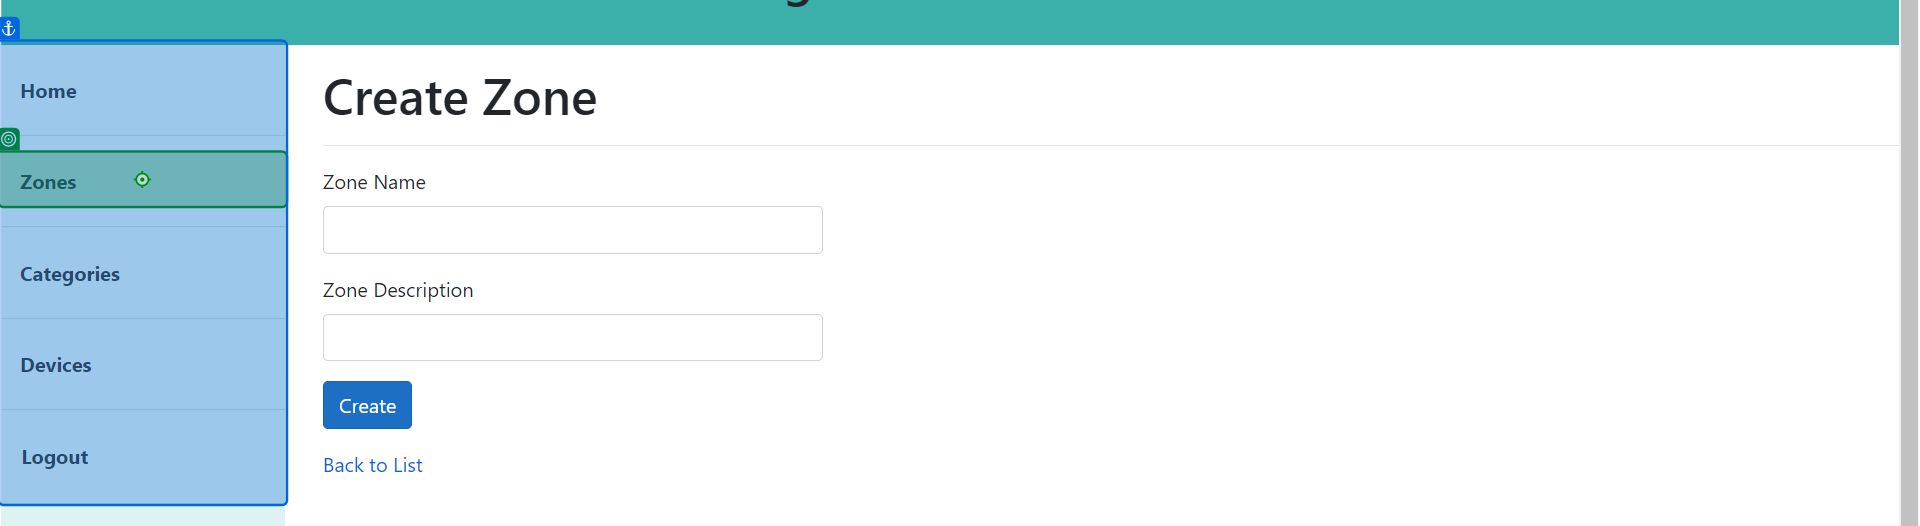 Home
Zones
Categories
Devices
Logout
Create Zone
Zone Name
Zone Description
Create
Back to List